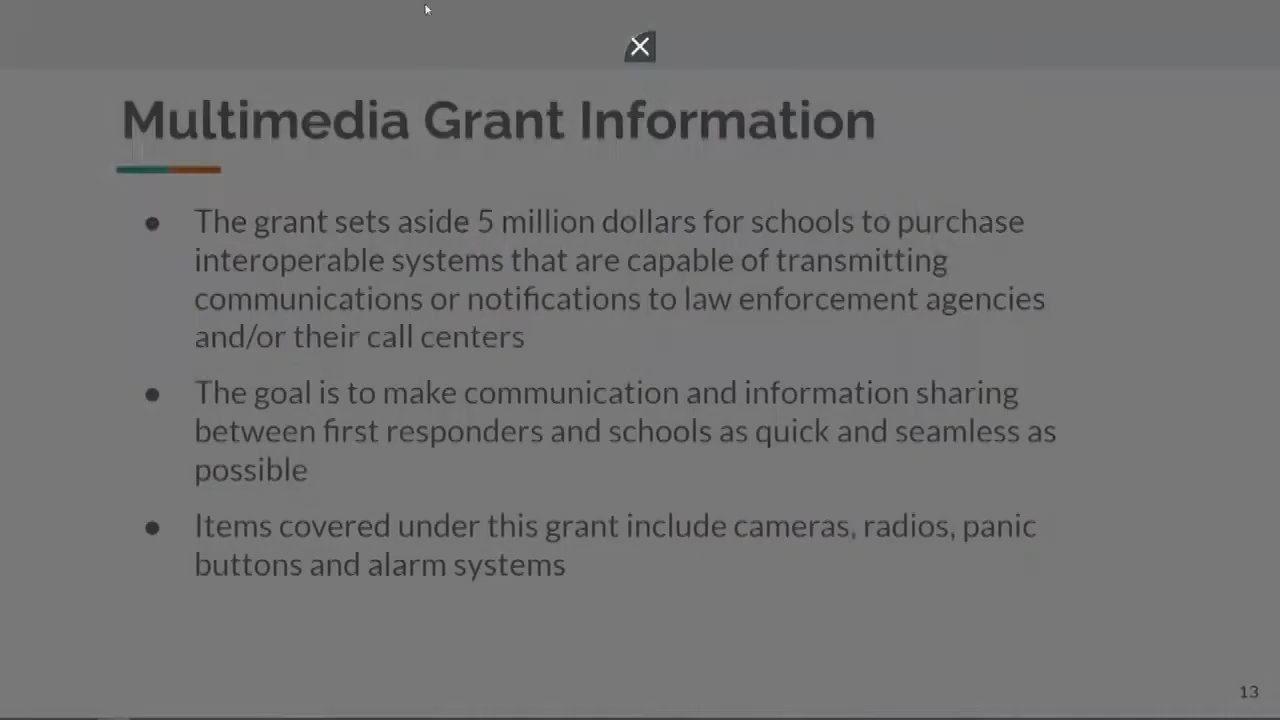 Multimedia Grant Information
● The grant sets aside 5 million dollars for schools to purchase
interoperable systems that are capable of transmitting
communications or notifications to law enforcement agencies
and/or their call centers
● The goal is to make communication and information sharing
between first responders and schools as quick and seamless as
possible
● Items covered under this grant include cameras, radios, panic
buttons and alarm systems
13